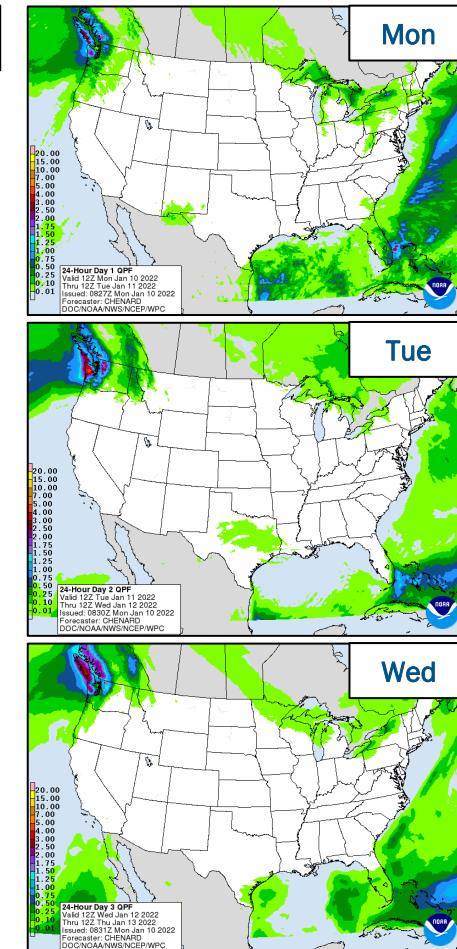 Mon
20.00
15.00
10.00
7.00
5.00
4.00
3.00
2.50
2.00
1.75
1.50
1.25
1.00
0.75
0.50
0.25
0.10
0.01
24-Hour Day 1 QPF
Valid 12Z Mon Jan 10 2022
Thru 12Z Tue Jan 11 2022
Issued: 0827Z Mon Jan 10 2022
Forecaster: CHENARD
DOC/NOAA/NWS/NCEP/WPC
NOAA
Tue
20.00
15.00
10.00
7.00
5.00
4.00
3.00
2.50
2.00
1.75
1.50
1.25
1.00
0.75
0.50
0.25
0.10
0.01
24-Hour Day 2 QPF
Valid 12Z Tue Jan 11 2022
Thru 12Z Wed Jan 12 2022
Issued: 0830Z Mon Jan 10 2022
Forecaster: CHENARD
DOC/NOAA/NWS/NCEP/WPC
NOAA
Wed
20.00
15.00
10.00
7.00
5.00
4.00
3.00
2.50
2.00
1.75
1.50
1.25
1.00
0.75
0.50
0.25
0.10
0.01
24-Hour Day 3 QPF
Valid 12Z Wed Jan 12 2022
Thru 12Z Thu Jan 13 2022
Issued: 0831Z Mon Jan 10 2022
Forecaster: CHENARD
DOC/NOAA/NWS/NCEP/WPC
NOAA